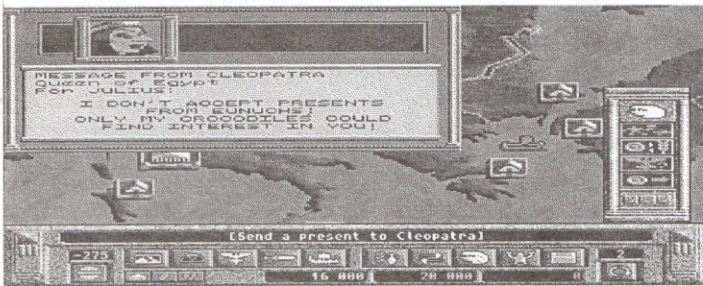 MESSAGE FROM CLEOPATRA
Queen of Egypt
For JULIUS:
I DON'T ACCEPT PRESENTS
FROM EUNUCHS!
ONLY MY CROCODILES COULD
FIND INTEREST IN YOU!
[Send a present to Cleopatra]
-275
2
16 000
20 000
0